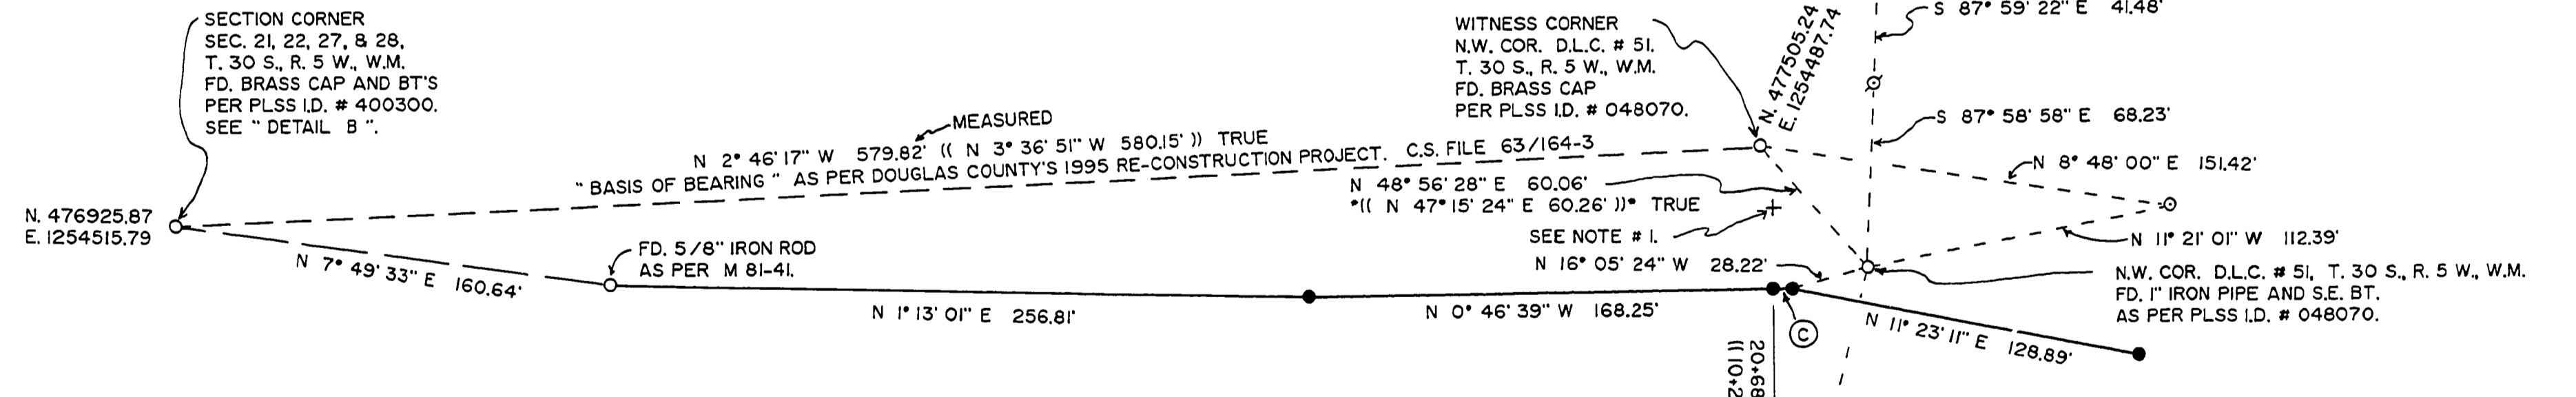 SECTION CORNER
SEC. 21, 22, 27, & 28,
T. 30 S., R. 5 W., W.M.
FD. BRASS CAP AND BT'S
PER PLSS I.D. # 400300.
SEE " DETAIL B ".
N. 476925.87
E. 1254515.79
MEASURED
N 2° 46' 17" W 579.82' (( N 3° 36' 51" W 580.15' )) TRUE
" BASIS OF BEARING " AS PER DOUGLAS COUNTY'S 1995 RE-CONSTRUCTION PROJECT. C.S. FILE 63/164-3
WITNESS CORNER
N.W. COR. D.L.C. # 51.
T. 30 S., R. 5 W., W.M.
FD. BRASS CAP
PER PLSS I.D. # 048070.
N. 477505.24
E. 1254487.74
S 87° 59' 22" E 41.48'
S 87° 58' 58" E 68.23'
N 8° 48' 00" E 151.42'
N 48° 56' 28" E 60.06'
*(( N 47° 15' 24" E 60.26' ))* TRUE
SEE NOTE # 1.
N 16° 05' 24" W 28.22'
N 11° 21' 01" W 112.39'
N.W. COR. D.L.C. # 51, T. 30 S., R. 5 W., W.M.
FD. 1" IRON PIPE AND S.E. BT.
AS PER PLSS I.D. # 048070.
N 7° 49' 33" E 160.64'
FD. 5/8" IRON ROD
AS PER M 81-41.
N 1° 13' 01" E 256.81'
N 0° 46' 39" W 168.25'
C
N 11° 23' 11" E 128.89'
20+68
(( 10+2